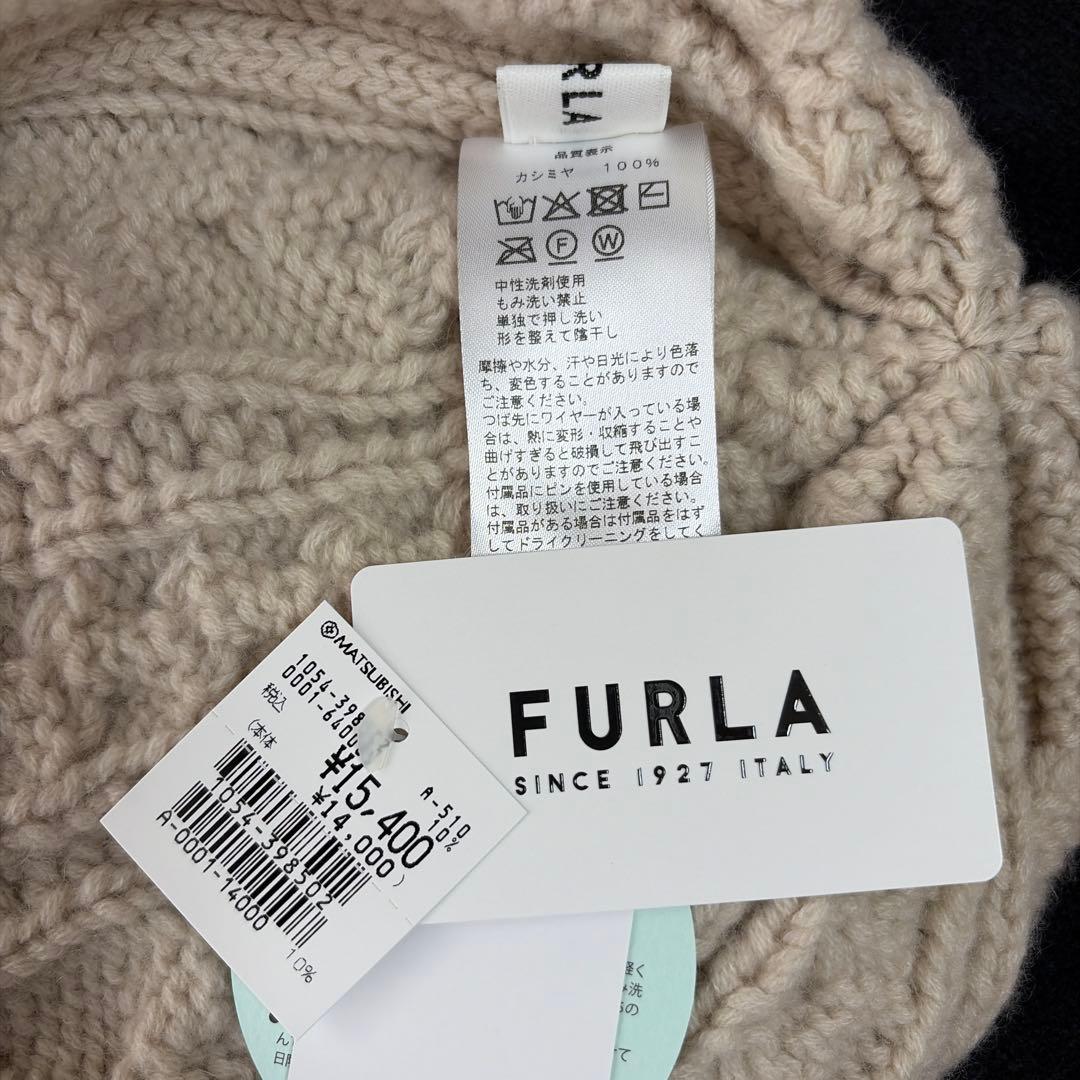 RLA
品質表示
カシミヤ 100%
F W
中性洗剤使用
もみ洗い禁止
単独で押し洗い
形を整えて陰干し
摩擦や水分、汗や日光により色落
ち、変色することがありますので
ご注意ください。
つば先にワイヤーが入っている場
合は、熱に変形・収縮することや
曲げすぎると破損して飛び出すこ
とがありますのでご注意ください。
付属品にピンを使用している場合
は、取り扱いにご注意ください。
付属品がある場合は付属品をはず
してドライクリーニングをしてく
FURLA
SINCE 1927 ITALY
MATSUBISHI
1054-398
0001-640
税込
¥15,400
A-510
(本体
¥14,000)
10%
1054-398502
A-0001-14000
10%
軽く
洗
の
ん
日陰
て